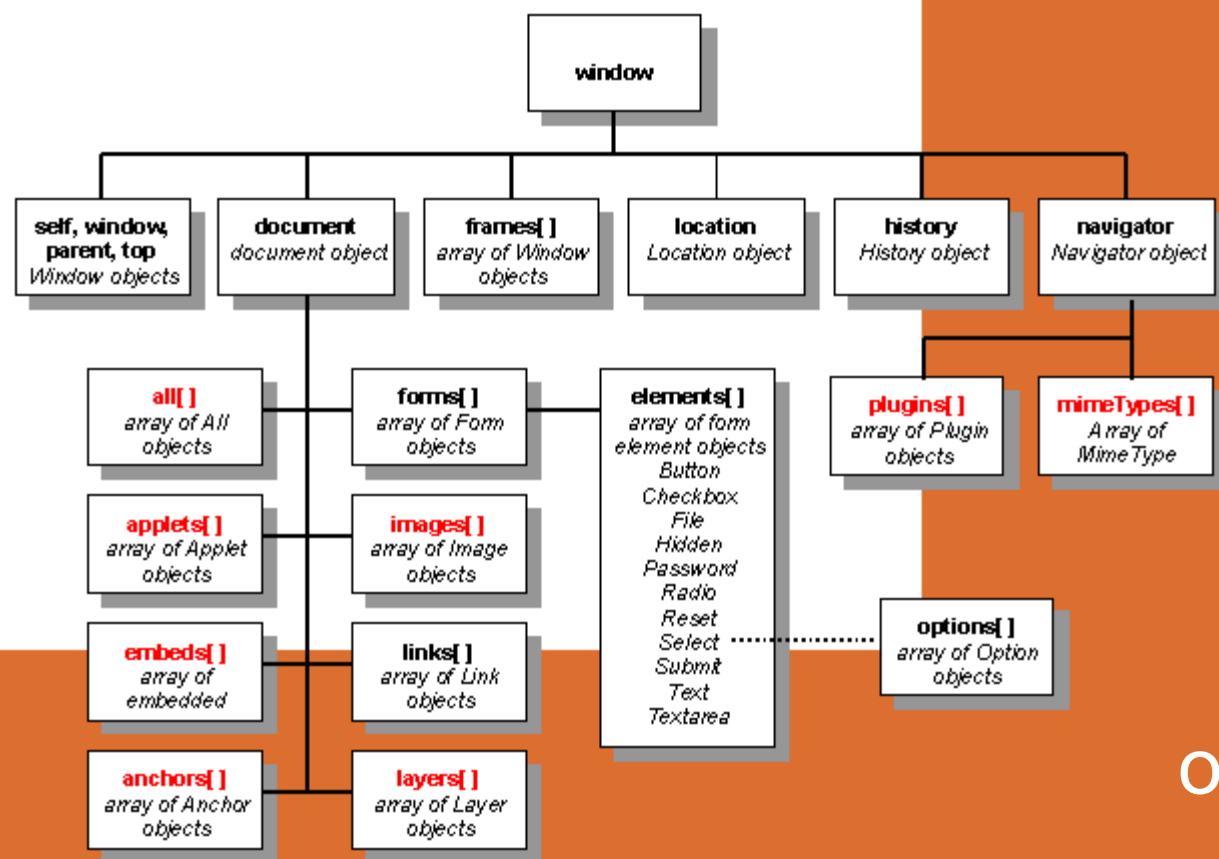 window
self, window,
parent, top
Window objects
document
document object
frames[ ]
array of Window
objects
location
Location object
history
History object
navigator
Navigator object
all[ ]
array of All
objects
forms[ ]
array of Form
objects
elements[ ]
array of form
element objects
Button
Checkbox
File
Hidden
Password
Radio
Reset
Select
Submit
Text
Textarea
plugins[ ]
array of Plugin
objects
mimeTypes[ ]
Array of
MimeType
applets[ ]
array of Applet
objects
images[ ]
array of Image
objects
embeds[ ]
array of
embedded
links[ ]
array of Link
objects
options[ ]
array of Option
objects
anchors[ ]
array of Anchor
objects
layers[ ]
array of Layer
objects
o